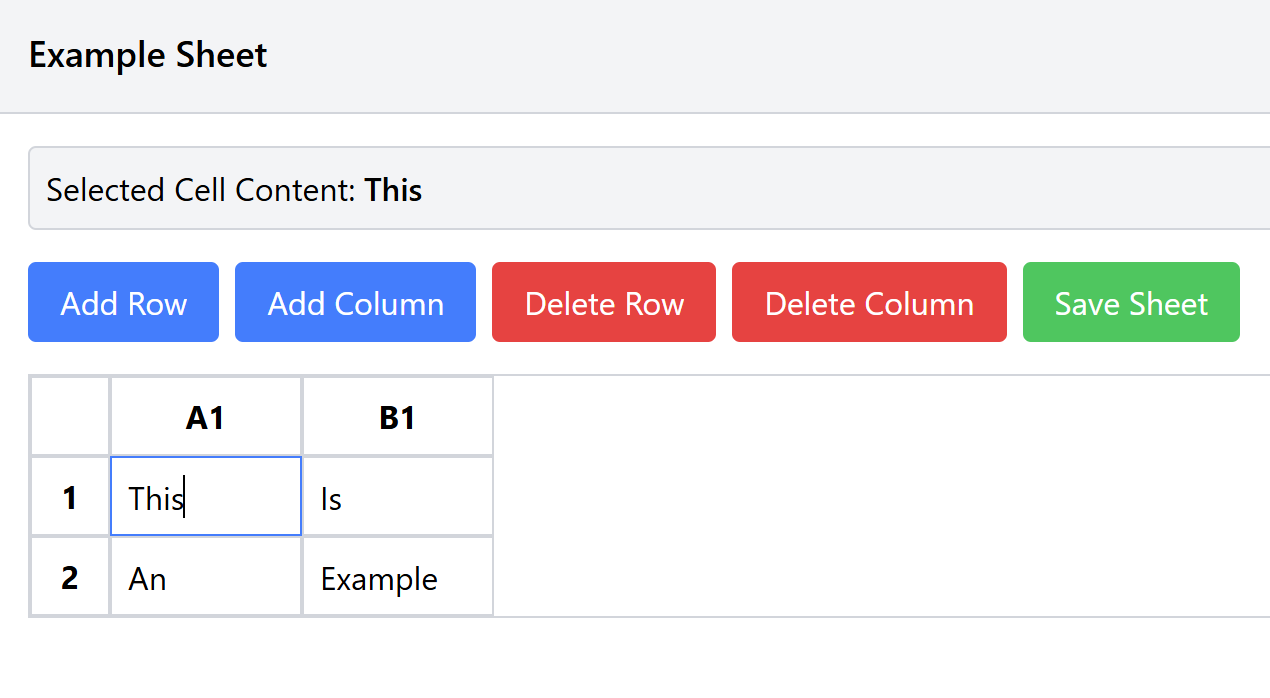 Example Sheet
Selected Cell Content: This
Add Row Add Column Delete Row Delete Column Save Sheet
A1 B1
1 This Is
2 An Example